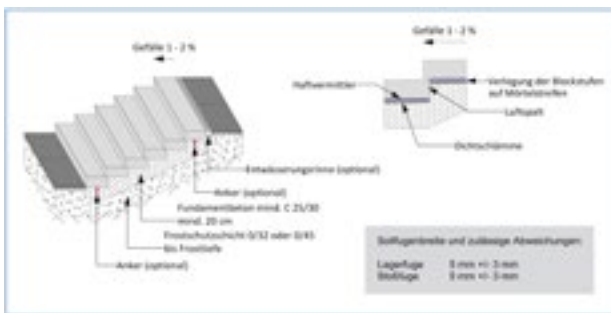 Gefälle 1 - 2 %
Entwässerungsrinne (optional)
Anker (optional)
Fundamentbeton mind. C 25/30
mind. 20 cm
Frostschutzschicht 0/32 oder 0/45
bis Frosttiefe
Anker (optional)
Gefälle 1 - 2 %
Haftvermittler
Verlegung der Blockstufen
auf Mörtelstreifen
Luftspalt
Dichtschlämme
Sollfugenbreite und zulässige Abweichungen:
Lagerfuge 5 mm +/- 3 mm
Stoßfuge mm +/- 3 mm